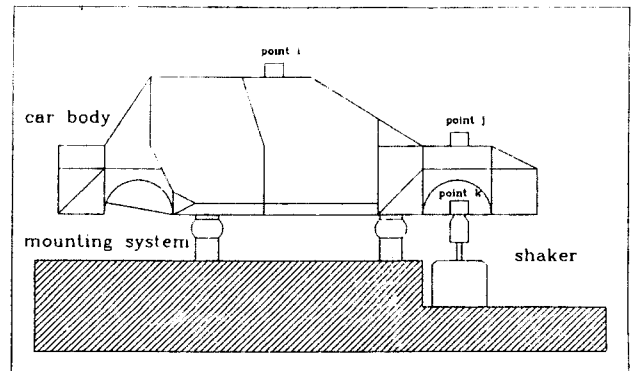 point i
car body
point j
point k
mounting system
shaker